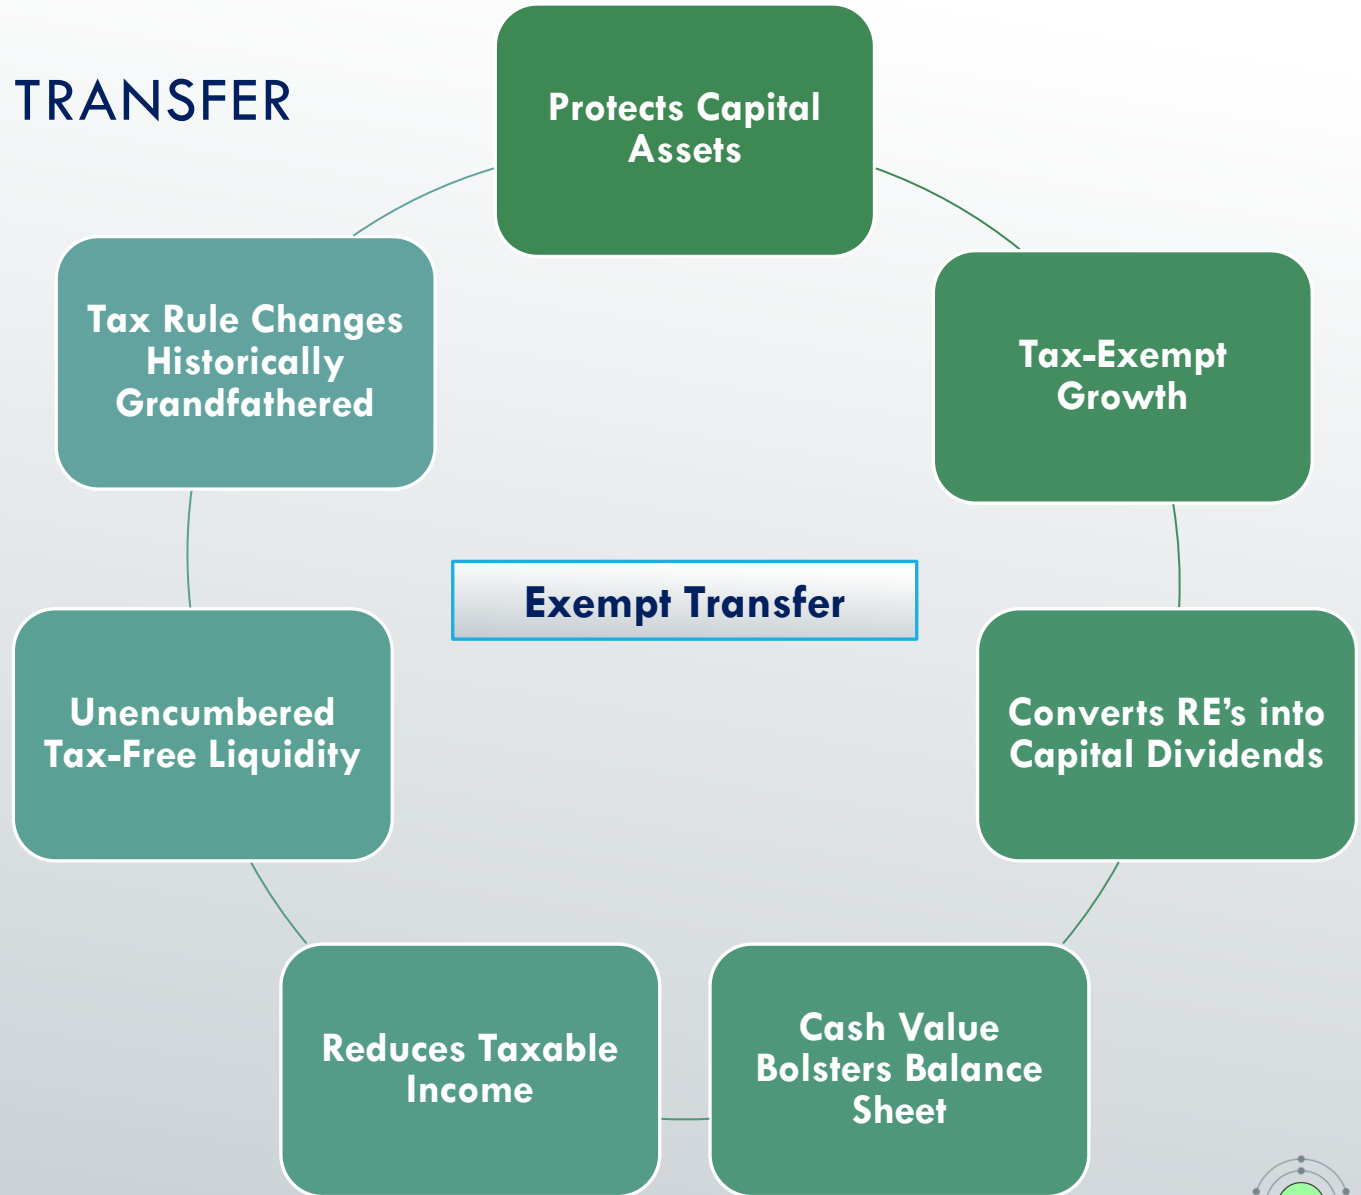 TRANSFER
Protects Capital
Assets
Tax-Exempt
Growth
Converts RE’s into
Capital Dividends
Cash Value
Bolsters Balance
Sheet
Reduces Taxable
Income
Unencumbered
Tax-Free Liquidity
Tax Rule Changes
Historically
Grandfathered
Exempt Transfer